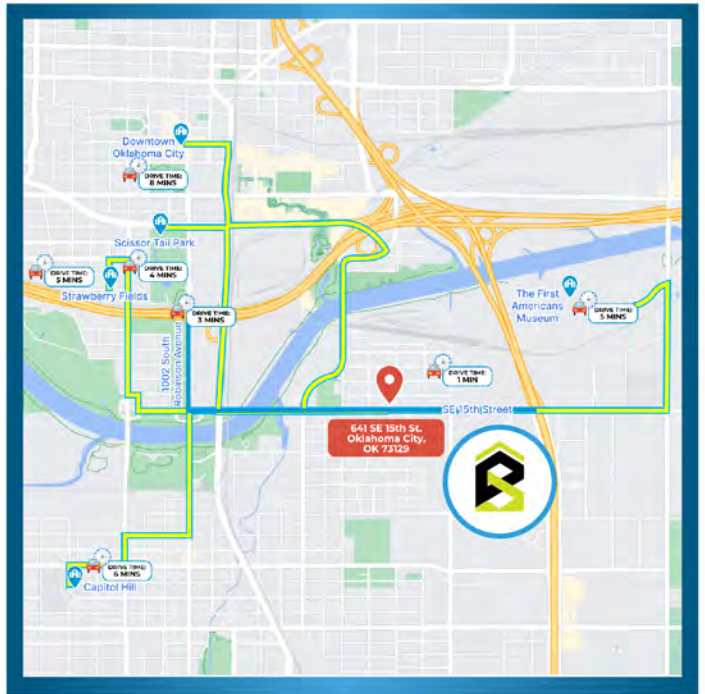 Downtown
Oklahoma City
DRIVE TIME:
8 MINS
Scissor Tail Park
DRIVE TIME:
5 MINS
DRIVE TIME:
4 MINS
Strawberry Fields
DRIVE TIME:
3 MINS
1002 South
Robinson Avenue
The First
Americans
Museum
DRIVE TIME:
5 MINS
DRIVE TIME:
1 MIN
SE 15th Street
641 SE 15th St.
Oklahoma City,
OK 73129
DRIVE TIME:
6 MINS
Capitol Hill